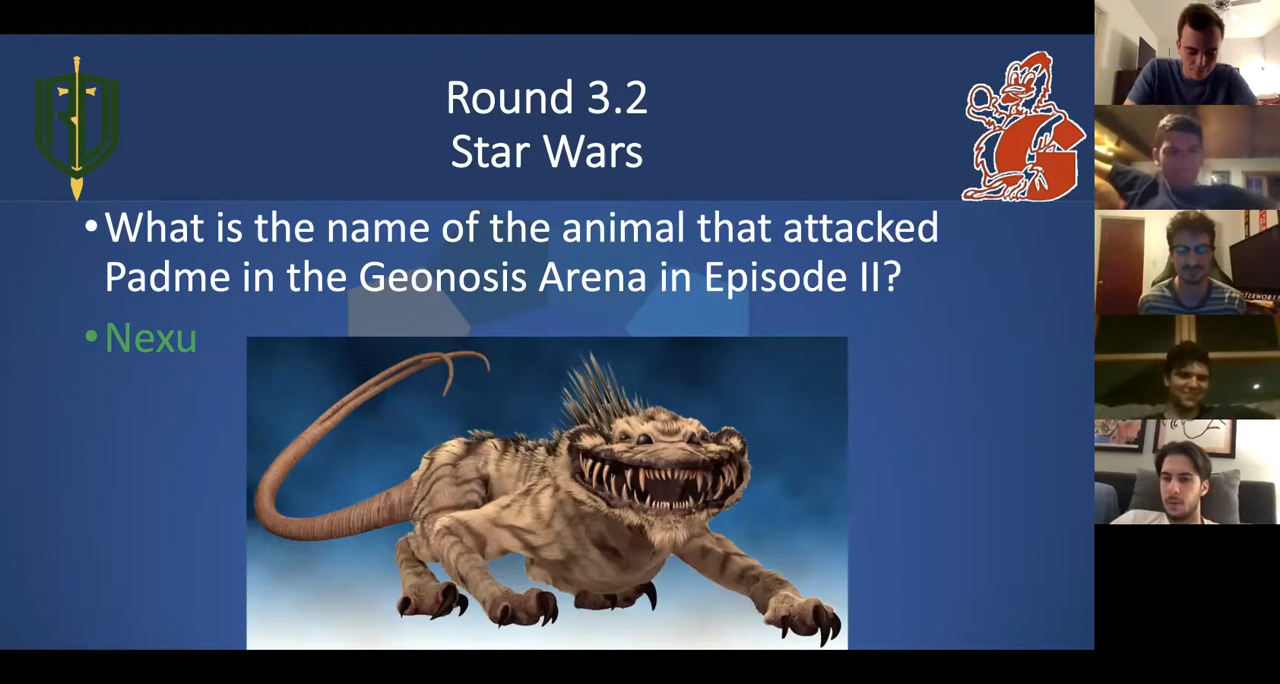 Round 3.2
Star Wars
•What is the name of the animal that attacked
Padme in the Geonosis Arena in Episode II?
•Nexu